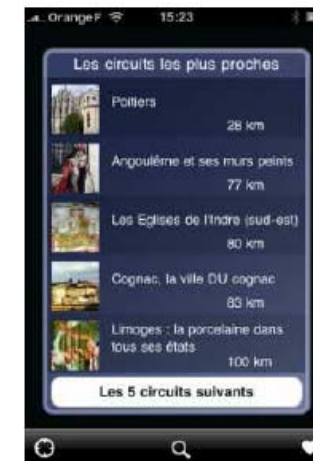 Orange F 15:23
Les circuits les plus proches
Poitiers
28 km
Angoulême et ses murs peints
77 km
Les Eglises de l'Indre (sud-est)
80 km
Cognac, la ville DU cognac
83 km
Limoges : la porcelaine dans
tous ses états
100 km
Les 5 circuits suivants